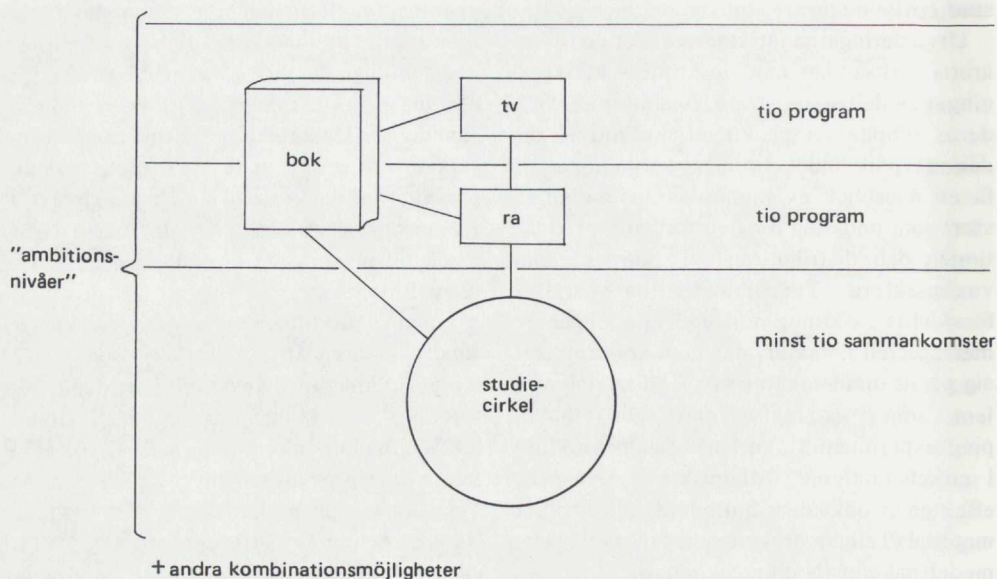 tv
tio program
bok
ra
tio program
"ambitions-
nivåer"
minst tio sammankomster
studie-
cirkel
+ andra kombinationsmöjligheter